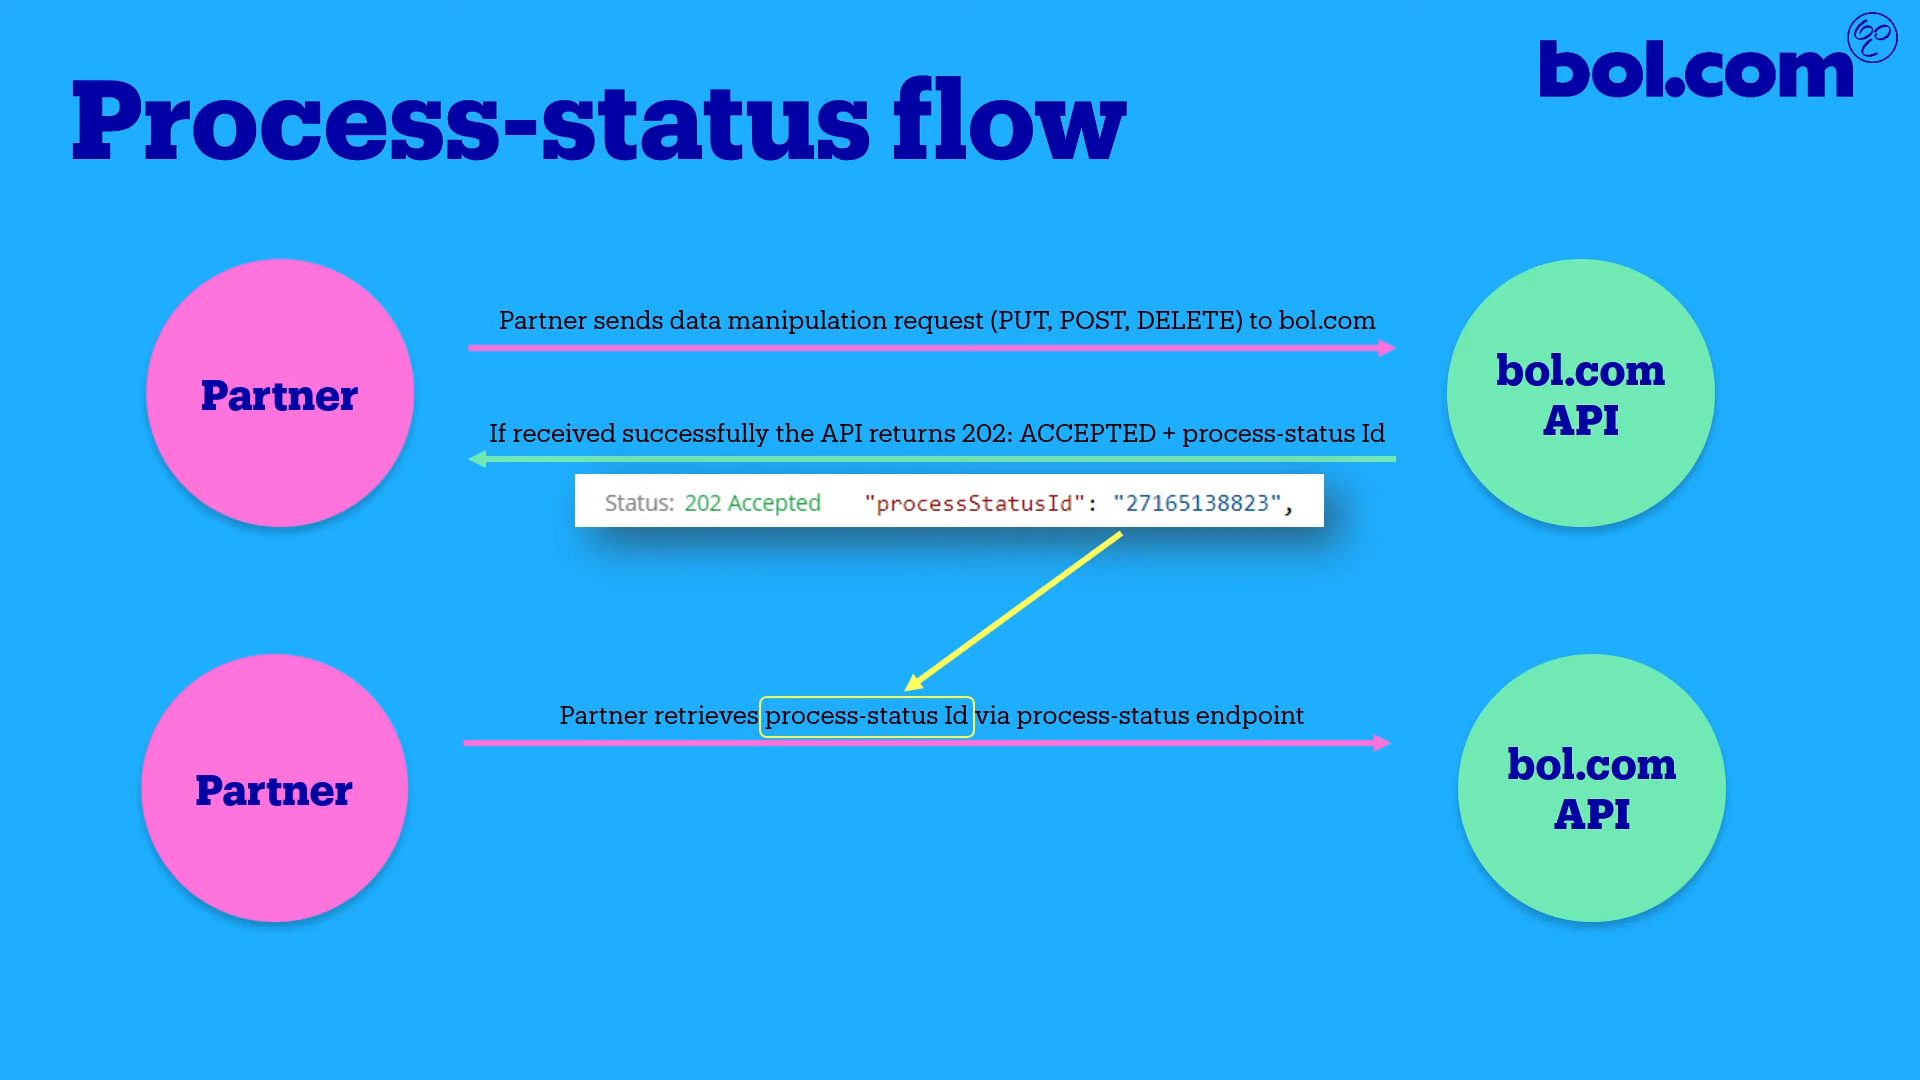 bol.com
Process-status flow
Partner sends data manipulation request (PUT, POST, DELETE) to bol.com
Partner
bol.com
API
If received successfully the API returns 202: ACCEPTED + process-status Id
Status: 202 Accepted "processStatusId": "27165138823",
Partner retrieves process-status Id via process-status endpoint
Partner
bol.com
API